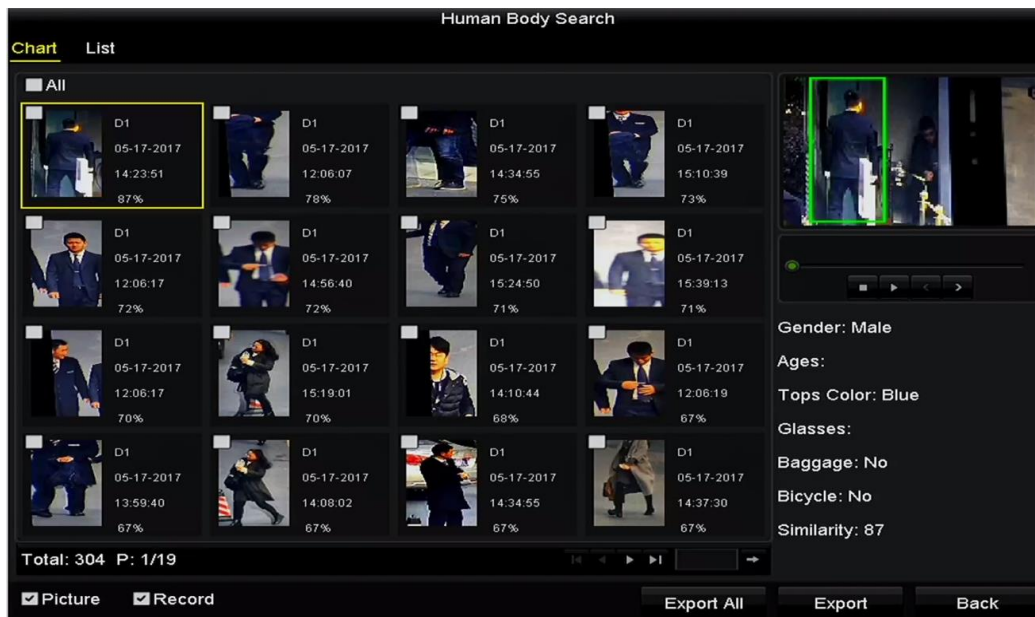 Human Body Search
Chart List
All
D1
05-17-2017
14:23:51
87%
D1
05-17-2017
12:06:07
78%
D1
05-17-2017
14:34:55
75%
D1
05-17-2017
15:10:39
73%
D1
05-17-2017
12:06:17
72%
D1
05-17-2017
14:56:40
72%
D1
05-17-2017
15:24:50
71%
D1
05-17-2017
15:39:13
71%
D1
05-17-2017
12:06:17
70%
D1
05-17-2017
15:19:01
70%
D1
05-17-2017
14:10:44
68%
D1
05-17-2017
12:06:19
67%
D1
05-17-2017
13:59:40
67%
D1
05-17-2017
14:08:02
67%
D1
05-17-2017
14:34:55
67%
D1
05-17-2017
14:37:30
67%
Total: 304 P: 1/19
Gender: Male
Ages:
Tops Color: Blue
Glasses:
Baggage: No
Bicycle: No
Similarity: 87
Picture Record
Export All Export Back